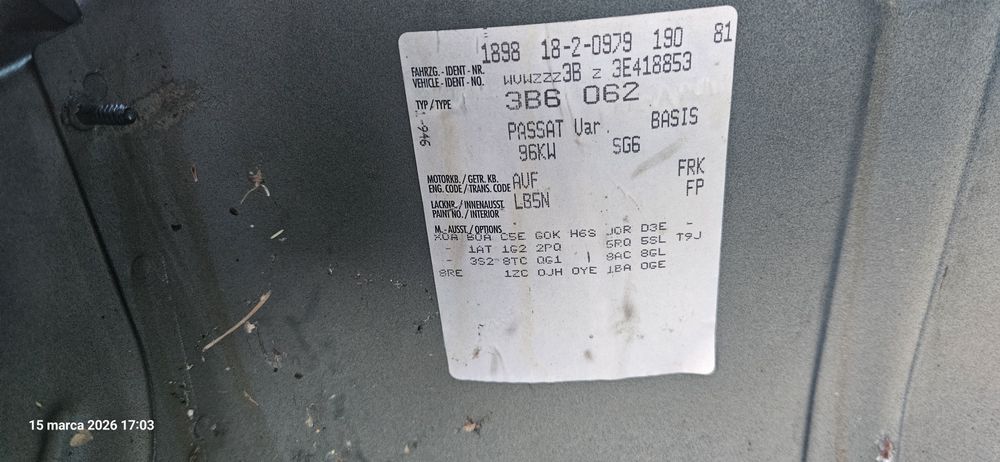 1898 18-2-0979 190 81
FAHRZG. - IDENT - NR. 
VEHICLE - IDENT - NO. WVWZZZ3B Z 3E418853
TYP / TYPE 3B6 062
-946 PASSAT Var. BASIS
96KW SG6
MOTORKB. / GETR. KB. FRK
ENG. CODE / TRANS. CODE AVF FP
LACKNR. / INNENAUSST. LB5N
PAINT NO. / INTERIOR
M. - AUSST. / OPTIONS
X0A B0A C5E G0K H6S J0R D3E -
- 1AT 1G2 2PQ 5RQ 5SL T9J
- 3S2 8TC QG1 | 9AC 8GL
8RE 1ZC 0JH 0YE 1BA 0GE
15 marca 2026 17:03